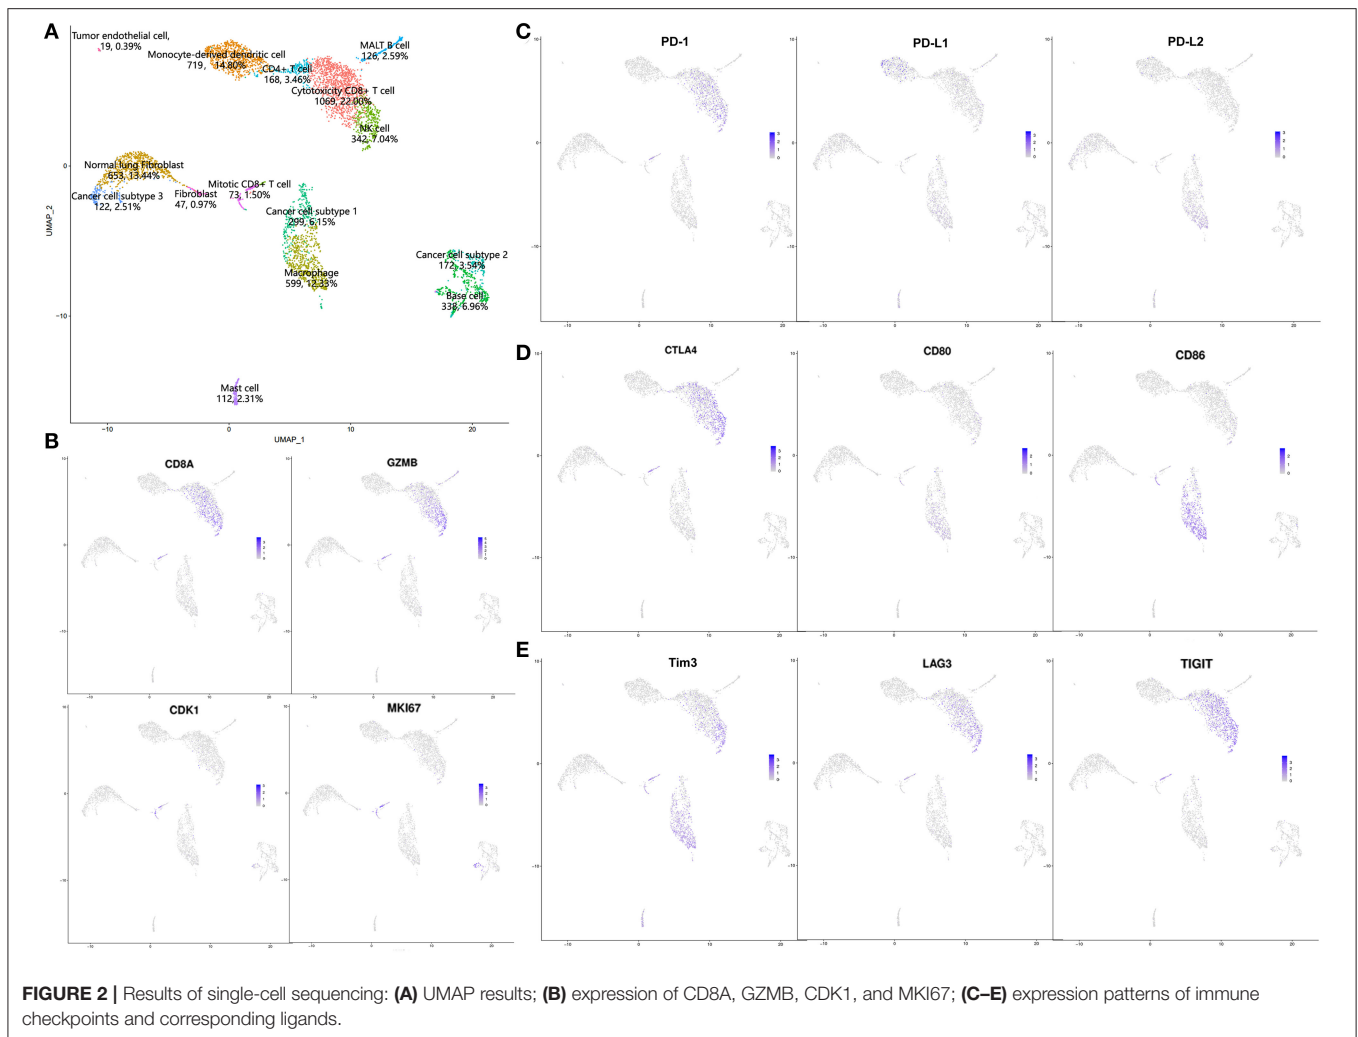 A
Tumor endothelial cell,
19, 0.39%
Monocyte-derived dendritic cell
719, 14.80%
CD4+ T cell
168, 3.46%
MALT B cell
126, 2.59%
Cytotoxicity CD8+ T cell
1069, 22.00%
NK cell
342, 7.04%
Normal lung Fibroblast
653, 13.44%
Cancer cell subtype 3
122, 2.51%
Fibroblast
47, 0.97%
Mitotic CD8+ T cell
73, 1.50%
Cancer cell subtype 1
299, 6.15%
Macrophage
599, 12.33%
Cancer cell subtype 2
172, 3.54%
Base cell
338, 6.96%
Mast cell
112, 2.31%
UMAP_2
0
-10
-10 0 10 20
UMAP_1
B
CD8A GZMB
CDK1 MKI67
C
PD-1 PD-L1 PD-L2
D
CTLA4 CD80 CD86
E
Tim3 LAG3 TIGIT
FIGURE 2 | Results of single-cell sequencing: (A) UMAP results; (B) expression of CD8A, GZMB, CDK1, and MKI67; (C–E) expression patterns of immune
checkpoints and corresponding ligands.